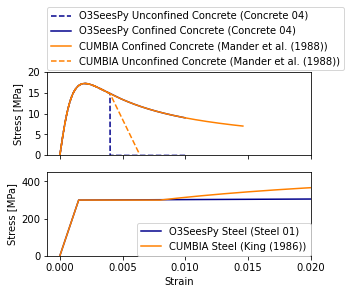 O3SeesPy Unconfined Concrete (Concrete 04)
O3SeesPy Confined Concrete (Concrete 04)
CUMBIA Confined Concrete (Mander et al. (1988))
CUMBIA Unconfined Concrete (Mander et al. (1988))
20
15
10
5
0
Stress [MPa]
400
200
0
Stress [MPa]
O3SeesPy Steel (Steel 01)
CUMBIA Steel (King (1986))
0.000 0.005 0.010 0.015 0.020
Strain